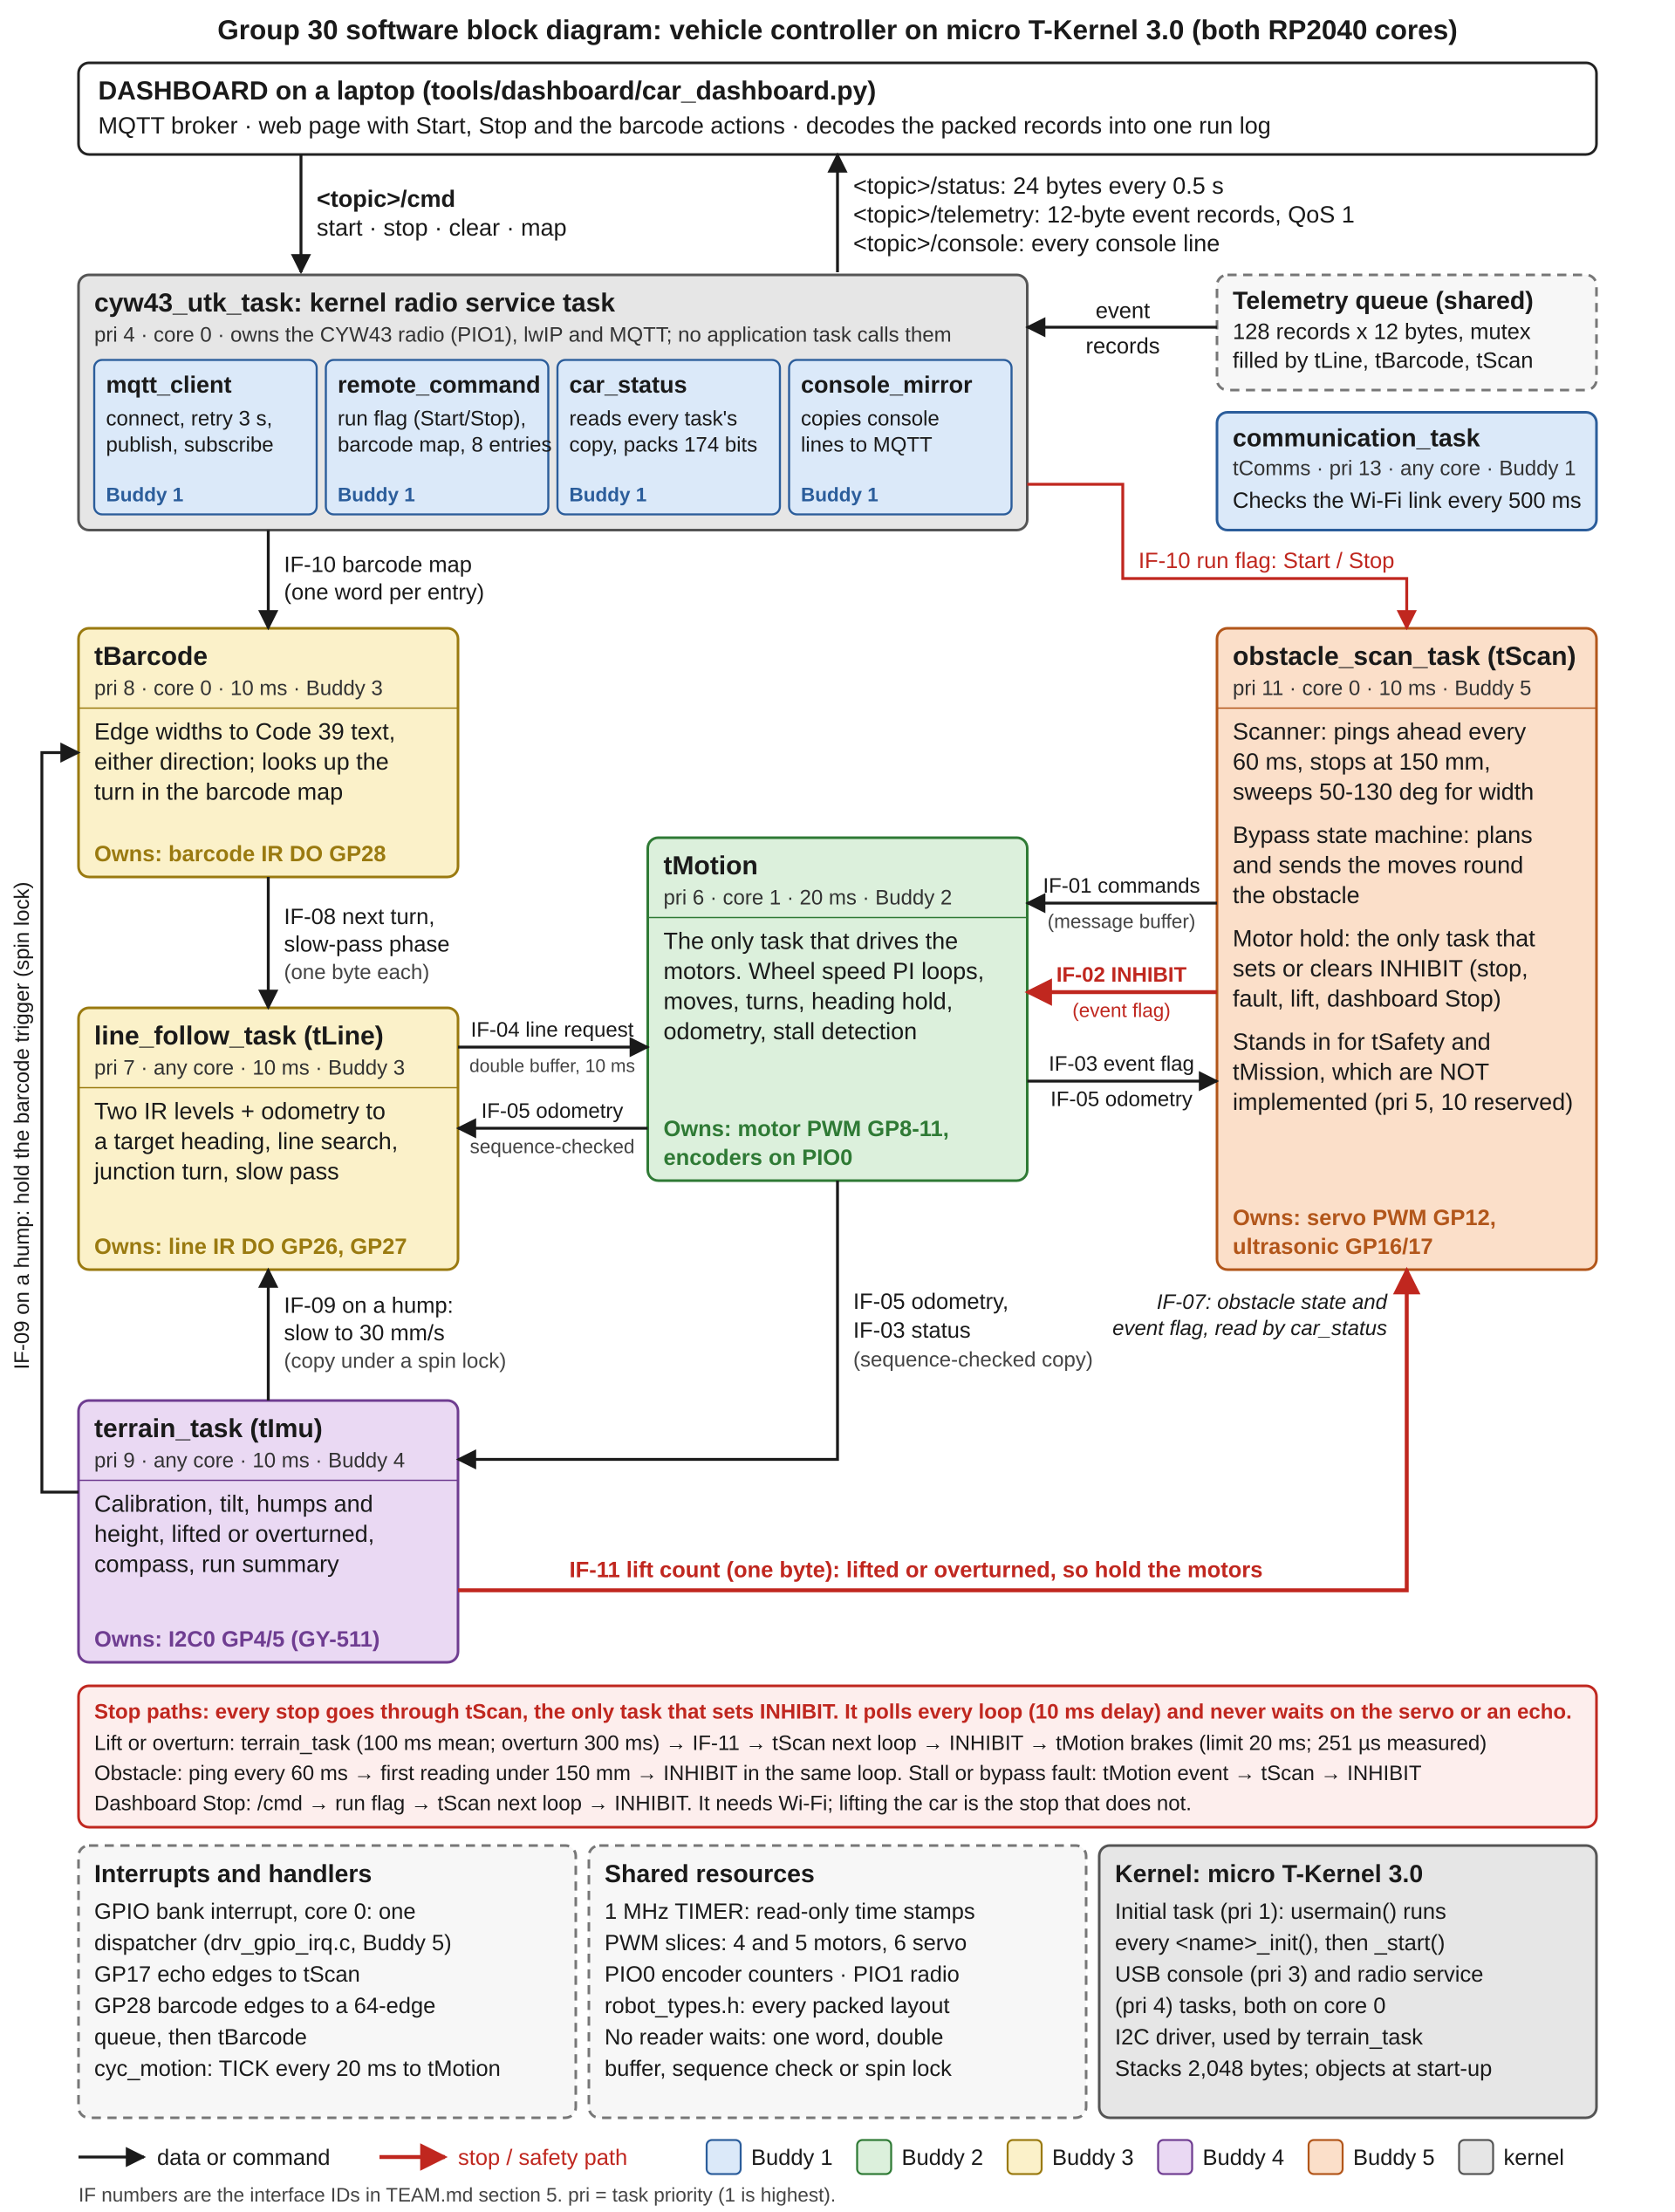 Group 30 software block diagram: vehicle controller on micro T-Kernel 3.0 (both RP2040 cores)
DASHBOARD on a laptop (tools/dashboard/car_dashboard.py)
MQTT broker · web page with Start, Stop and the barcode actions · decodes the packed records into one run log
<topic>/cmd
start · stop · clear · map
<topic>/status: 24 bytes every 0.5 s
<topic>/telemetry: 12-byte event records, QoS 1
<topic>/console: every console line
cyw43_utk_task: kernel radio service task
pri 4 · core 0 · owns the CYW43 radio (PIO1), lwIP and MQTT; no application task calls them
mqtt_client
connect, retry 3 s,
publish, subscribe
Buddy 1
remote_command
run flag (Start/Stop),
barcode map, 8 entries
Buddy 1
car_status
reads every task's
copy, packs 174 bits
Buddy 1
console_mirror
copies console
lines to MQTT
Buddy 1
event
records
Telemetry queue (shared)
128 records x 12 bytes, mutex
filled by tLine, tBarcode, tScan
communication_task
tComms · pri 13 · any core · Buddy 1
Checks the Wi-Fi link every 500 ms
IF-10 barcode map
(one word per entry)
IF-10 run flag: Start / Stop
tBarcode
pri 8 · core 0 · 10 ms · Buddy 3
Edge widths to Code 39 text,
either direction; looks up the
turn in the barcode map
Owns: barcode IR DO GP28
IF-08 next turn,
slow-pass phase
(one byte each)
line_follow_task (tLine)
pri 7 · any core · 10 ms · Buddy 3
Two IR levels + odometry to
a target heading, line search,
junction turn, slow pass
Owns: line IR DO GP26, GP27
IF-04 line request
double buffer, 10 ms
IF-05 odometry
sequence-checked
tMotion
pri 6 · core 1 · 20 ms · Buddy 2
The only task that drives the
motors. Wheel speed PI loops,
moves, turns, heading hold,
odometry, stall detection
Owns: motor PWM GP8-11,
encoders on PIO0
IF-01 commands
(message buffer)
IF-02 INHIBIT
(event flag)
IF-03 event flag
IF-05 odometry
obstacle_scan_task (tScan)
pri 11 · core 0 · 10 ms · Buddy 5
Scanner: pings ahead every
60 ms, stops at 150 mm,
sweeps 50-130 deg for width
Bypass state machine: plans
and sends the moves round
the obstacle
Motor hold: the only task that
sets or clears INHIBIT (stop,
fault, lift, dashboard Stop)
Stands in for tSafety and
tMission, which are NOT
implemented (pri 5, 10 reserved)
Owns: servo PWM GP12,
ultrasonic GP16/17
IF-09 on a hump: hold the barcode trigger (spin lock)
IF-09 on a hump:
slow to 30 mm/s
(copy under a spin lock)
IF-05 odometry,
IF-03 status
(sequence-checked copy)
IF-07: obstacle state and
event flag, read by car_status
terrain_task (tImu)
pri 9 · any core · 10 ms · Buddy 4
Calibration, tilt, humps and
height, lifted or overturned,
compass, run summary
Owns: I2C0 GP4/5 (GY-511)
IF-11 lift count (one byte): lifted or overturned, so hold the motors
Stop paths: every stop goes through tScan, the only task that sets INHIBIT. It polls every loop (10 ms delay) and never waits on the servo or an echo.
Lift or overturn: terrain_task (100 ms mean; overturn 300 ms) → IF-11 → tScan next loop → INHIBIT → tMotion brakes (limit 20 ms; 251 µs measured)
Obstacle: ping every 60 ms → first reading under 150 mm → INHIBIT in the same loop. Stall or bypass fault: tMotion event → tScan → INHIBIT
Dashboard Stop: /cmd → run flag → tScan next loop → INHIBIT. It needs Wi-Fi; lifting the car is the stop that does not.
Interrupts and handlers
GPIO bank interrupt, core 0: one
dispatcher (drv_gpio_irq.c, Buddy 5)
GP17 echo edges to tScan
GP28 barcode edges to a 64-edge
queue, then tBarcode
cyc_motion: TICK every 20 ms to tMotion
Shared resources
1 MHz TIMER: read-only time stamps
PWM slices: 4 and 5 motors, 6 servo
PIO0 encoder counters · PIO1 radio
robot_types.h: every packed layout
No reader waits: one word, double
buffer, sequence check or spin lock
Kernel: micro T-Kernel 3.0
Initial task (pri 1): usermain() runs
every <name>_init(), then _start()
USB console (pri 3) and radio service
(pri 4) tasks, both on core 0
I2C driver, used by terrain_task
Stacks 2,048 bytes; objects at start-up
data or command
stop / safety path
Buddy 1
Buddy 2
Buddy 3
Buddy 4
Buddy 5
kernel
IF numbers are the interface IDs in TEAM.md section 5. pri = task priority (1 is highest).